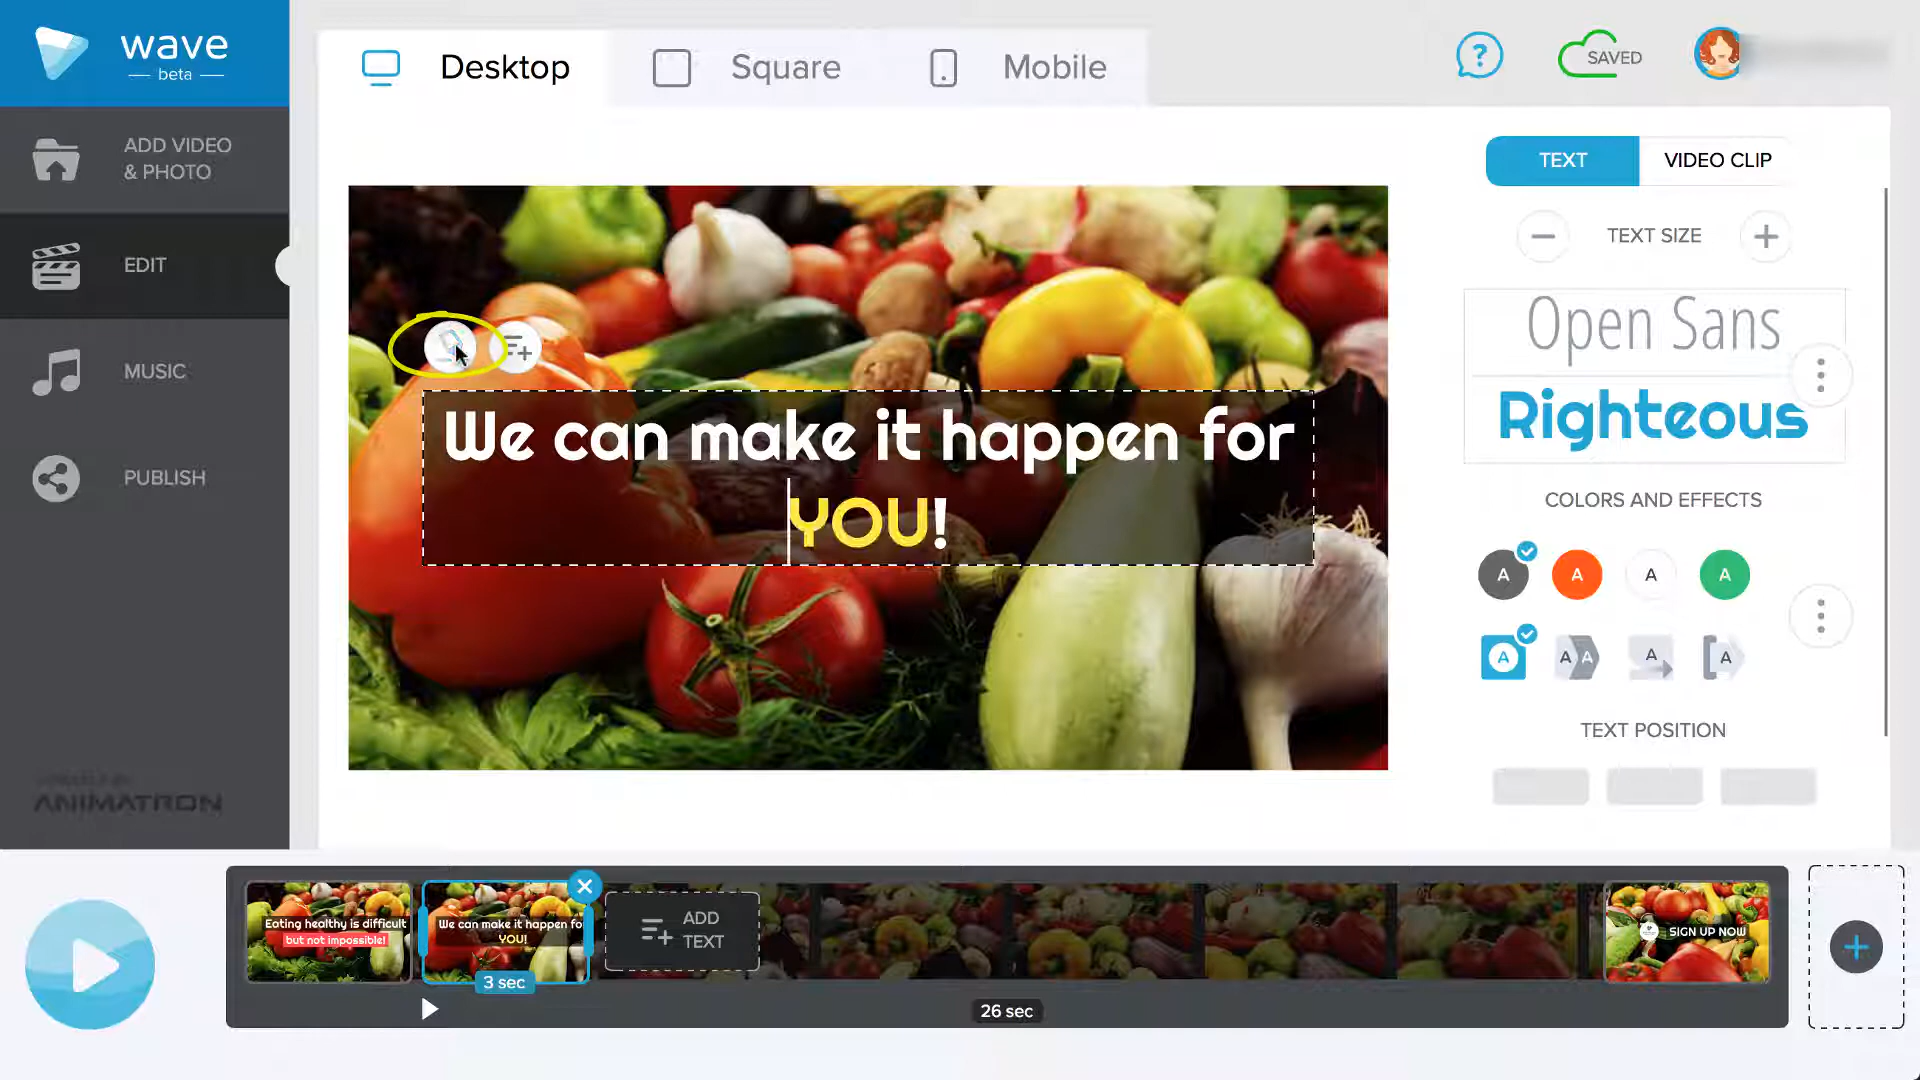 wave
beta
Desktop
Square
Mobile
?
SAVED
ADD VIDEO
& PHOTO
EDIT
MUSIC
PUBLISH
ANIMATRON
We can make it happen for
YOU!
TEXT
VIDEO CLIP
TEXT SIZE
Open Sans
Righteous
COLORS AND EFFECTS
A A A A
A A A A A
TEXT POSITION
Eating healthy is difficult
but not impossible!
We can make it happen for
YOU!
3 sec
ADD
TEXT
26 sec
SIGN UP NOW